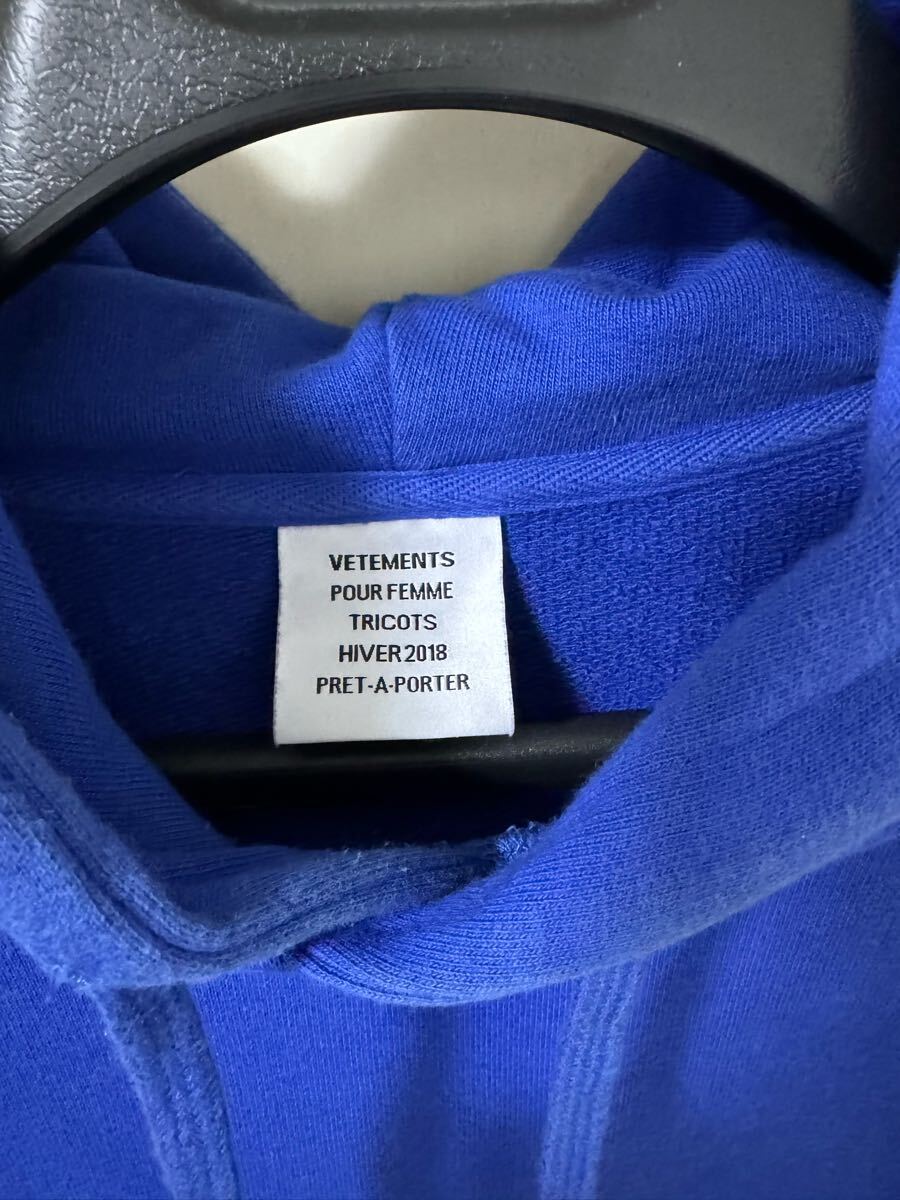 VETEMENTS
POUR FEMME
TRICOTS
HIVER 2018
PRET-A-PORTER